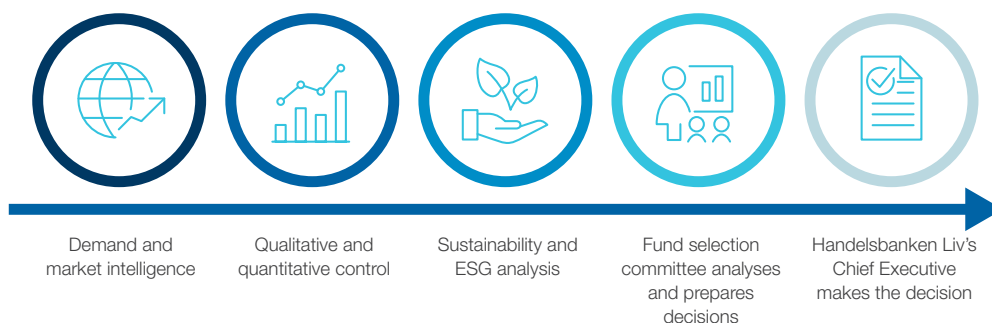 Demand and
market intelligence
Qualitative and
quantitative control
Sustainability and
ESG analysis
Fund selection
committee analyses
and prepares
decisions
Handelsbanken Liv's
Chief Executive
makes the decision